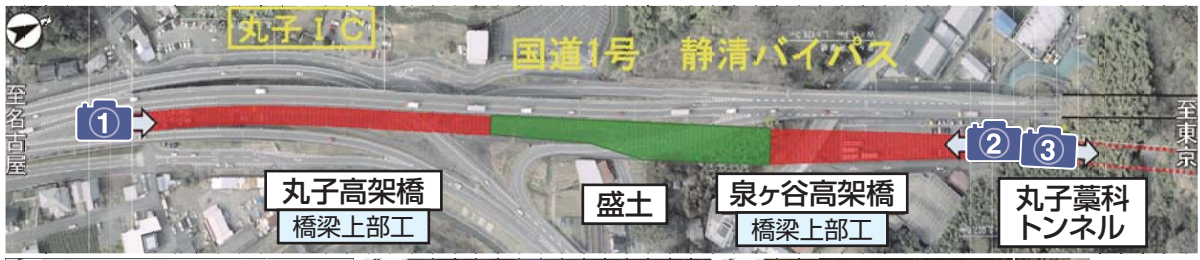 丸子IC
国道1号 静清バイパス
至名古屋
①
②
③
至東京
丸子高架橋
橋梁上部工
盛土
泉ヶ谷高架橋
橋梁上部工
丸子藁科
トンネル